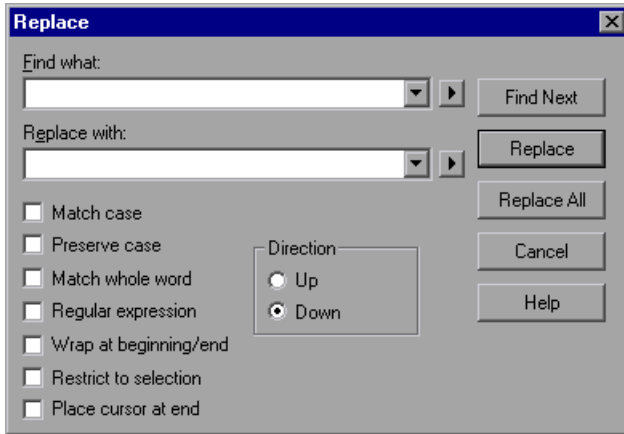 Replace
Find what:
Find Next
Replace with:
Replace
Replace All
Match case
Preserve case
Direction
Cancel
Match whole word
Up
Regular expression
Down
Help
Wrap at beginning/end
Restrict to selection
Place cursor at end